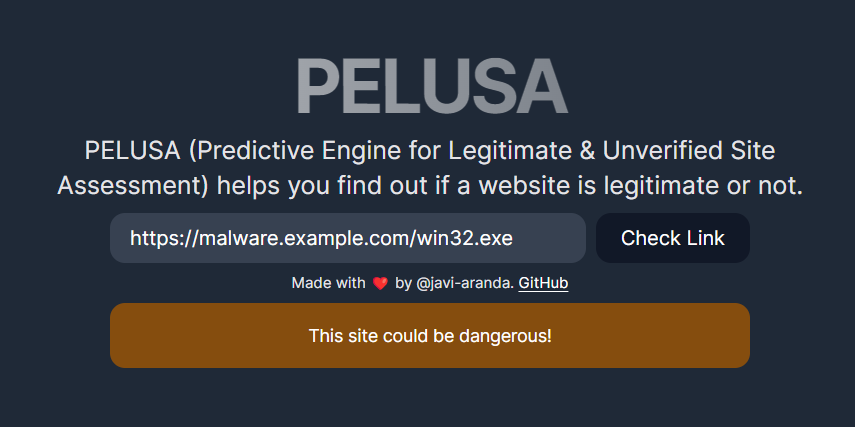 PELUSA
PELUSA (Predictive Engine for Legitimate & Unverified Site
Assessment) helps you find out if a website is legitimate or not.
https://malware.example.com/win32.exe
Check Link
Made with ❤️ by @javi-aranda. GitHub
This site could be dangerous!